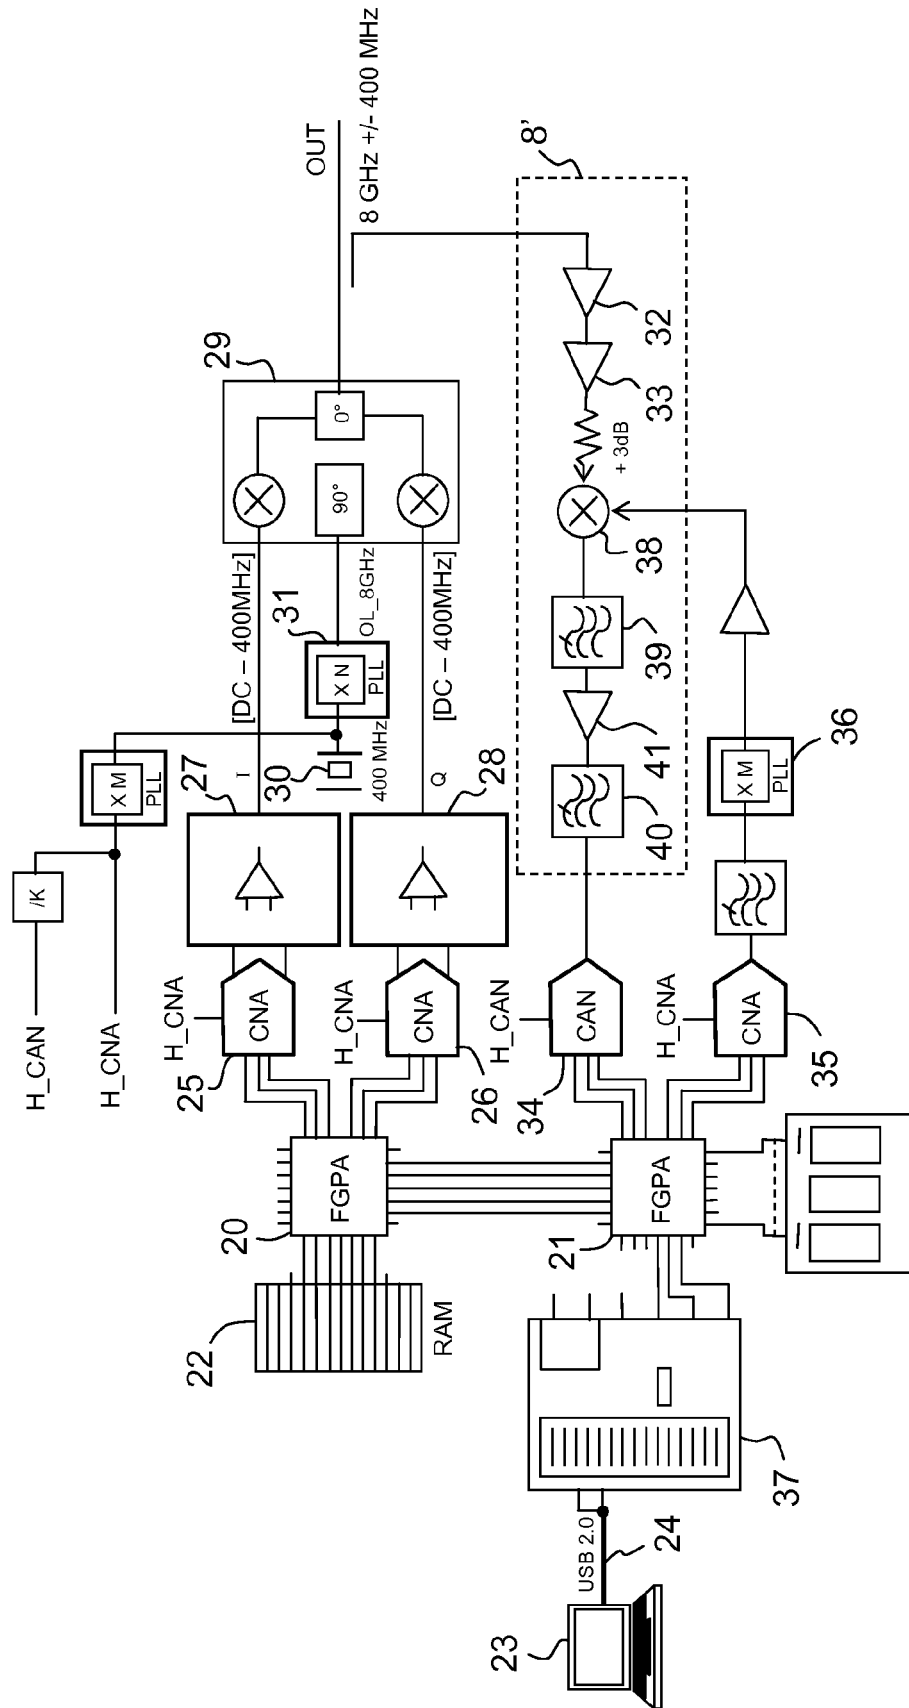 H_CAN
/K
H_CNA
X M
PLL
H_CNA
25
CNA
27
I
[DC – 400MHz]
29
OUT
8 GHz +/- 400 MHz
30
400 MHz
31
X N
PLL
OL_8GHz
90°
0°
22
RAM
20
FGPA
H_CNA
26
CNA
28
Q
[DC – 400MHz]
8'
H_CAN
34
CAN
40
41
39
38
+ 3dB
33
32
23
USB 2.0
24
37
21
FGPA
H_CNA
CNA
35
X M
PLL
36